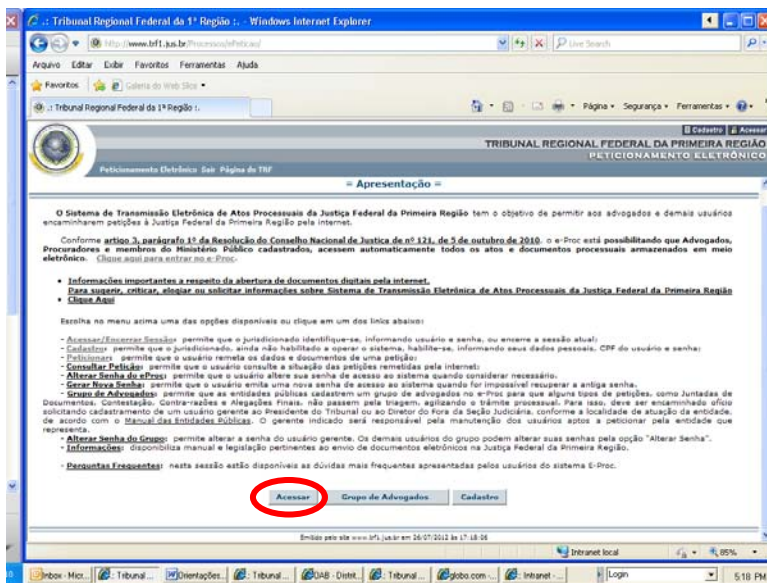 .: Tribunal Regional Federal da 1ª Região :. - Windows Internet Explorer
http://www.trf1.jus.br/Processos/ePeticao/
Live Search
Arquivo Editar Exibir Favoritos Ferramentas Ajuda
Favoritos Galeria do Web Slice
.: Tribunal Regional Federal da 1ª Região :.
Página Segurança Ferramentas
Cadastro Acessar
TRIBUNAL REGIONAL FEDERAL DA PRIMEIRA REGIÃO
PETICIONAMENTO ELETRÔNICO
Peticionamento Eletrônico Sair Página do TRF
= Apresentação =
O Sistema de Transmissão Eletrônica de Atos Processuais da Justiça Federal da Primeira Região tem o objetivo de permitir aos advogados e demais usuários
encaminharem petições à Justiça Federal da Primeira Região pela internet.
Conforme artigo 3, parágrafo 1º da Resolução do Conselho Nacional de Justica de nº 121, de 5 de outubro de 2010, o e-Proc está possibilitando que Advogados,
Procuradores e membros do Ministério Público cadastrados, acessem automaticamente todos os atos e documentos processuais armazenados em meio
eletrônico. Clique aqui para entrar no e-Proc.
• Informações importantes a respeito da abertura de documentos digitais pela internet.
Para sugerir, criticar, elogiar ou solicitar informações sobre Sistema de Transmissão Eletrônica de Atos Processuais da Justiça Federal da Primeira Região
• Clique Aqui
Escolha no menu acima uma das opções disponíveis ou clique em um dos links abaixo:
- Acessar/Encerrar Sessão: permite que o jurisdicionado identifique-se, informando usuário e senha, ou encerre a sessão atual;
- Cadastro: permite que o jurisdicionado, ainda não habilitado a operar o sistema, habilite-se, informando seus dados pessoais, CPF do usuário e senha;
- Peticionar: permite que o usuário remeta os dados e documentos de uma petição;
- Consultar Petição: permite que o usuário consulte a situação das petições remetidas pela internet;
- Alterar Senha do eProc: permite que o usuário altere sua senha de acesso ao sistema quando considerar necessário.
- Gerar Nova Senha: permite que o usuário emita uma nova senha de acesso ao sistema quando for impossível recuperar a antiga senha.
- Grupo de Advogados: permite que as entidades públicas cadastrem um grupo de advogados no e-Proc para que alguns tipos de petições, como Juntadas de
Documentos, Contestação, Contra-razões e Alegações Finais, não passem pela triagem, agilizando o trâmite processual. Para isso, deve ser encaminhado ofício
solicitando cadastramento de um usuário gerente ao Presidente do Tribunal ou ao Diretor do Foro da Seção Judiciária, conforme a localidade de atuação da entidade,
de acordo com o Manual das Entidades Públicas. O gerente indicado será responsável pela manutenção dos usuários aptos a peticionar pela entidade que
representa.
- Alterar Senha do Grupo: permite alterar a senha do usuário gerente. Os demais usuários do grupo podem alterar suas senhas pela opção "Alterar Senha".
- Informações: disponibiliza manual e legislação pertinentes ao envio de documentos eletrônicos na Justiça Federal da Primeira Região.
- Perguntas Frequentes: nesta sessão estão disponíveis as dúvidas mais frequentes apresentadas pelos usuários do sistema E-Proc.
Acessar Grupo de Advogados Cadastro
Emitido pelo site www.trf1.jus.br em 26/07/2012 às 17:18:06
Intranet local 85%
Inbox - Micr... .: Tribunal ... Orientações... .: Tribunal ... OAB - Distrit... .: Tribunal ... globo.com -... .: Intranet -... Login 5:18 PM